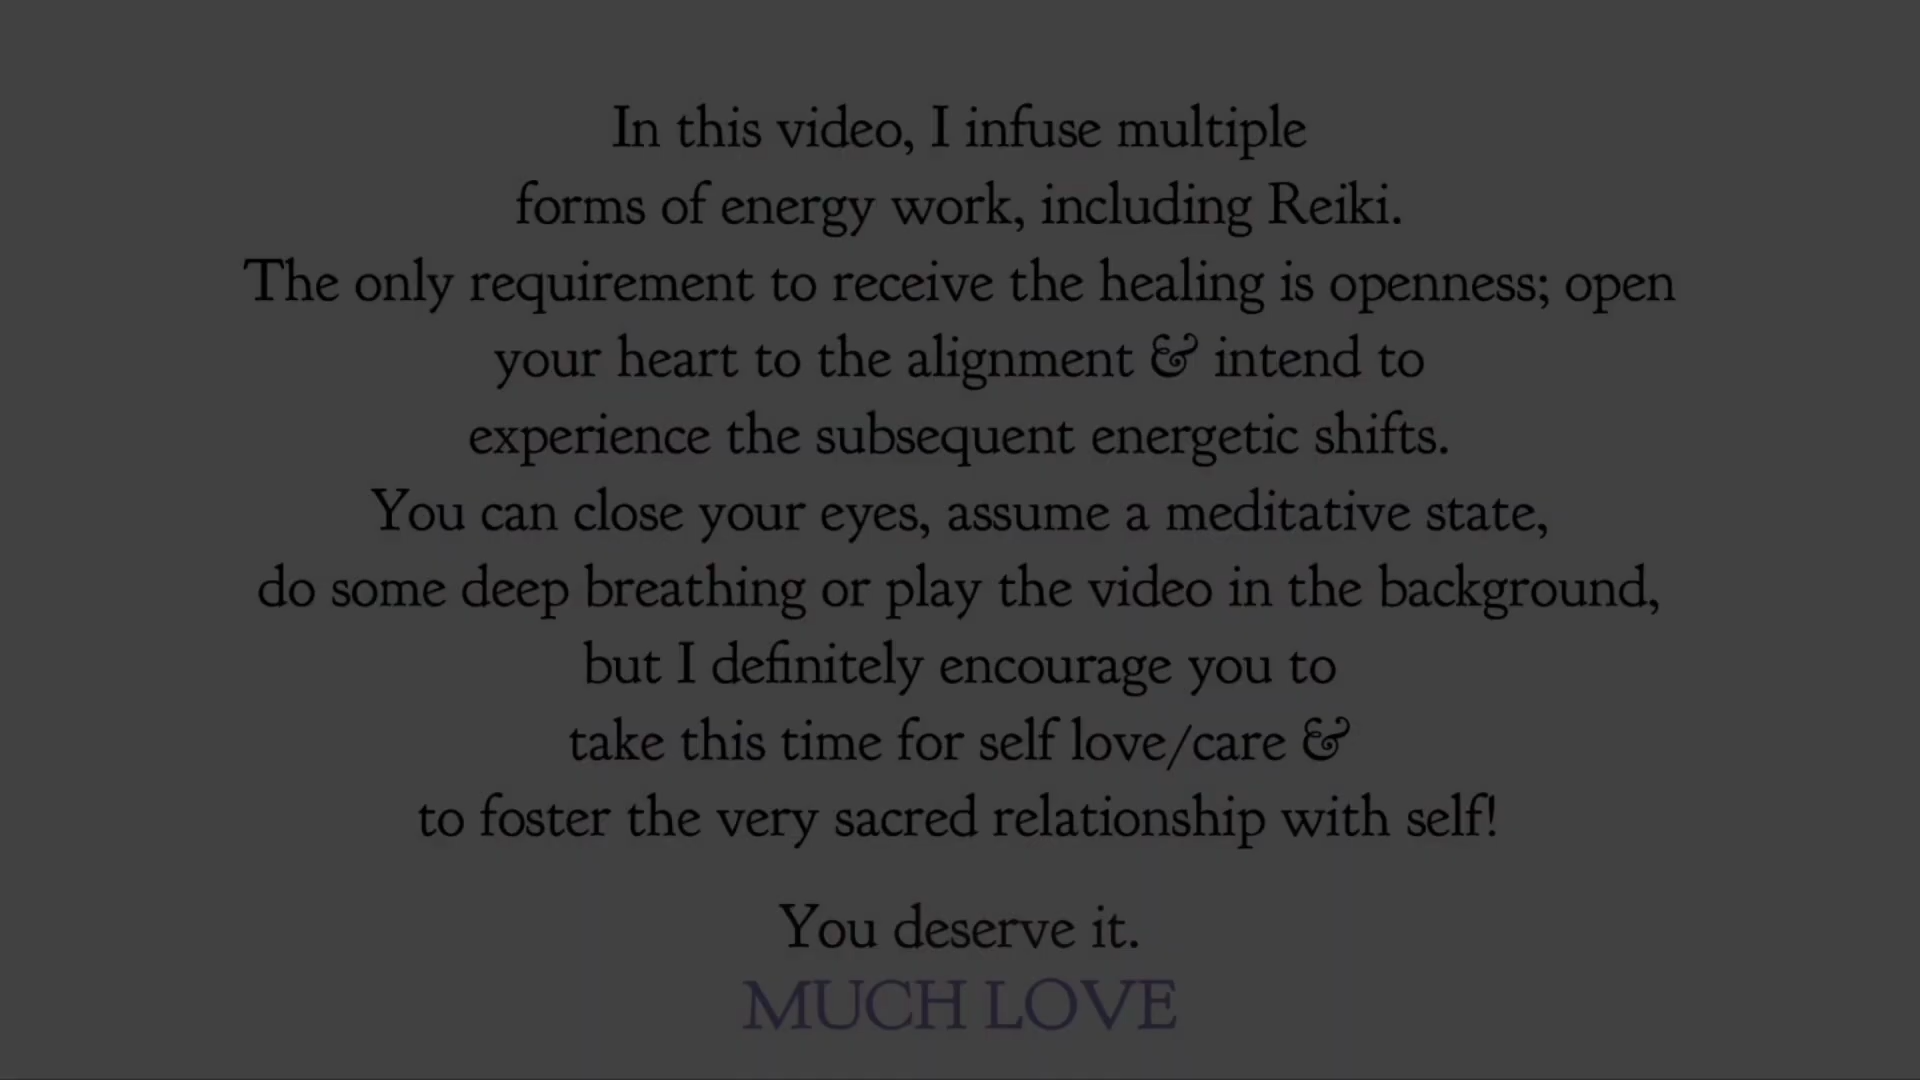 In this video, I infuse multiple
forms of energy work, including Reiki.
The only requirement to receive the healing is openness; open
your heart to the alignment & intend to
experience the subsequent energetic shifts.
You can close your eyes, assume a meditative state,
do some deep breathing or play the video in the background,
but I definitely encourage you to
take this time for self love/care &
to foster the very sacred relationship with self!
You deserve it.
MUCH LOVE